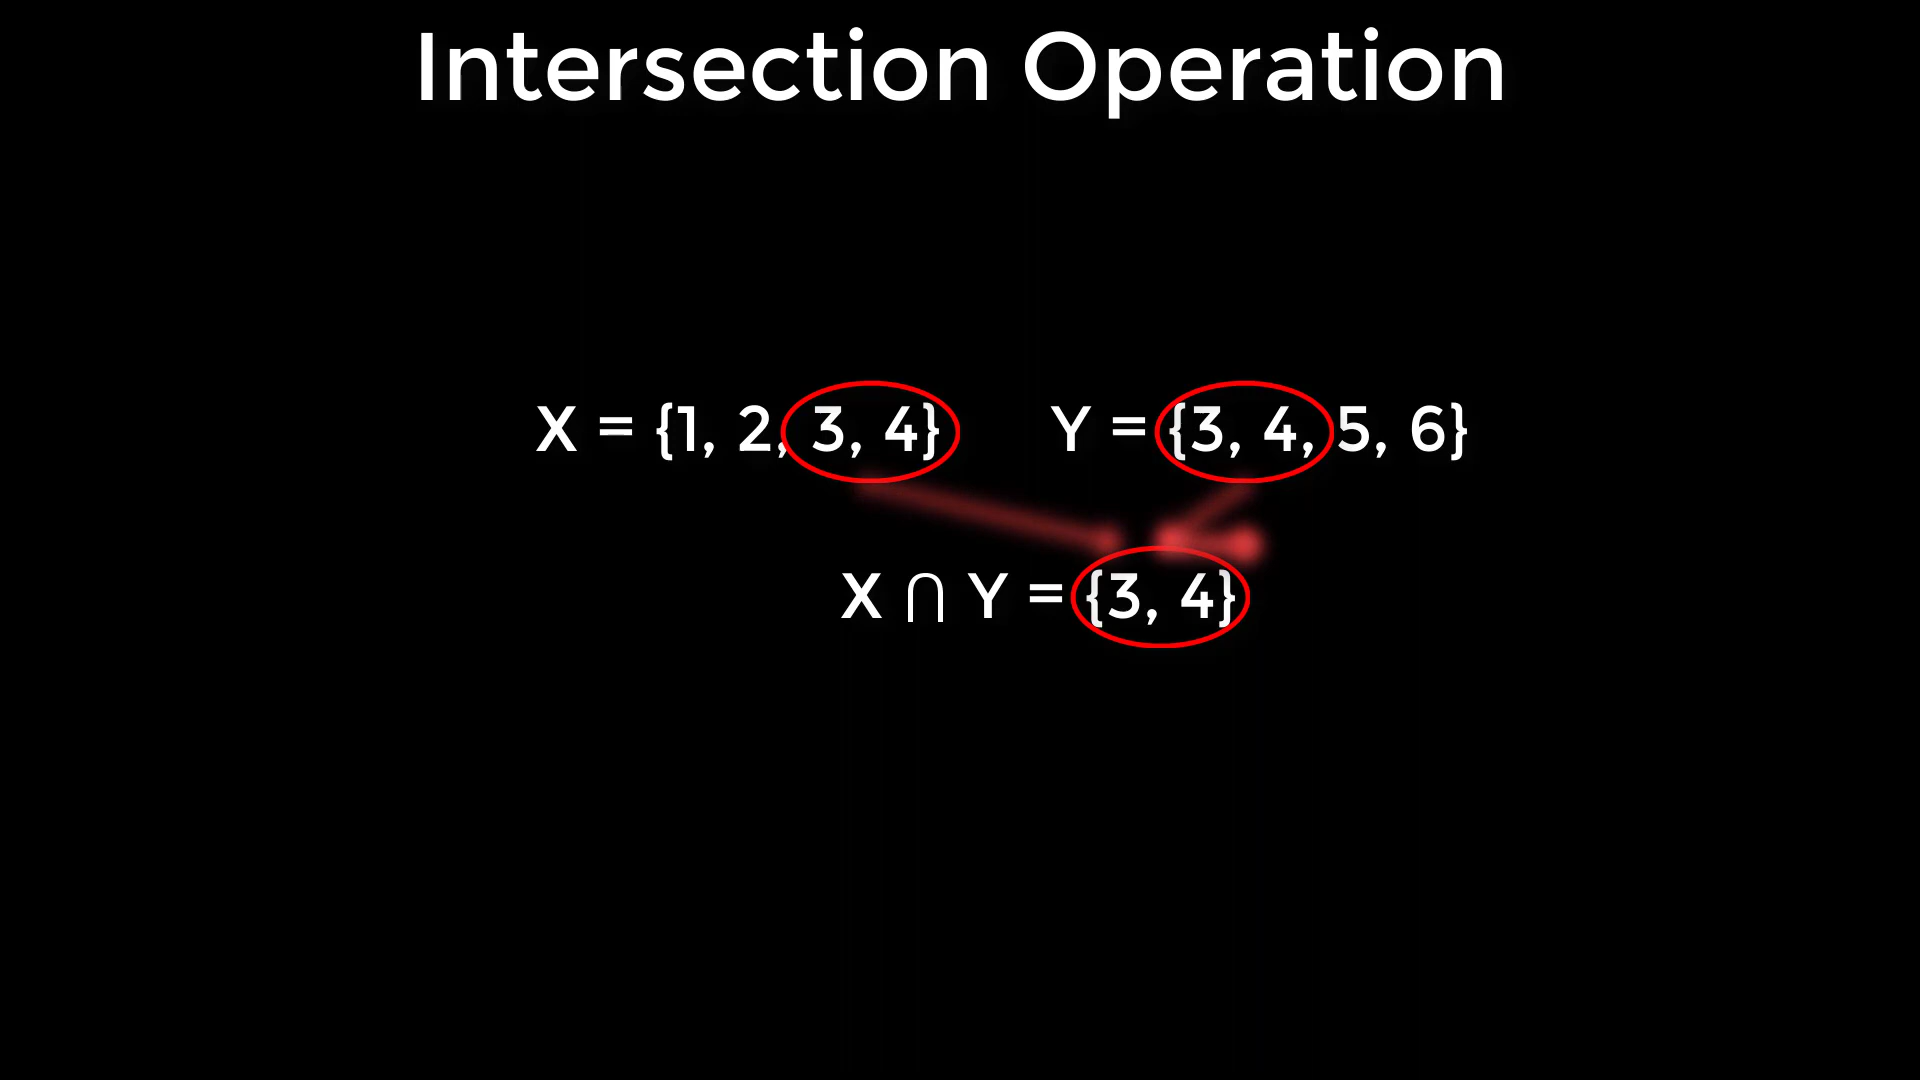 Intersection Operation
X = {1, 2, 3, 4} Y = {3, 4, 5, 6}
X ∩ Y = {3, 4}